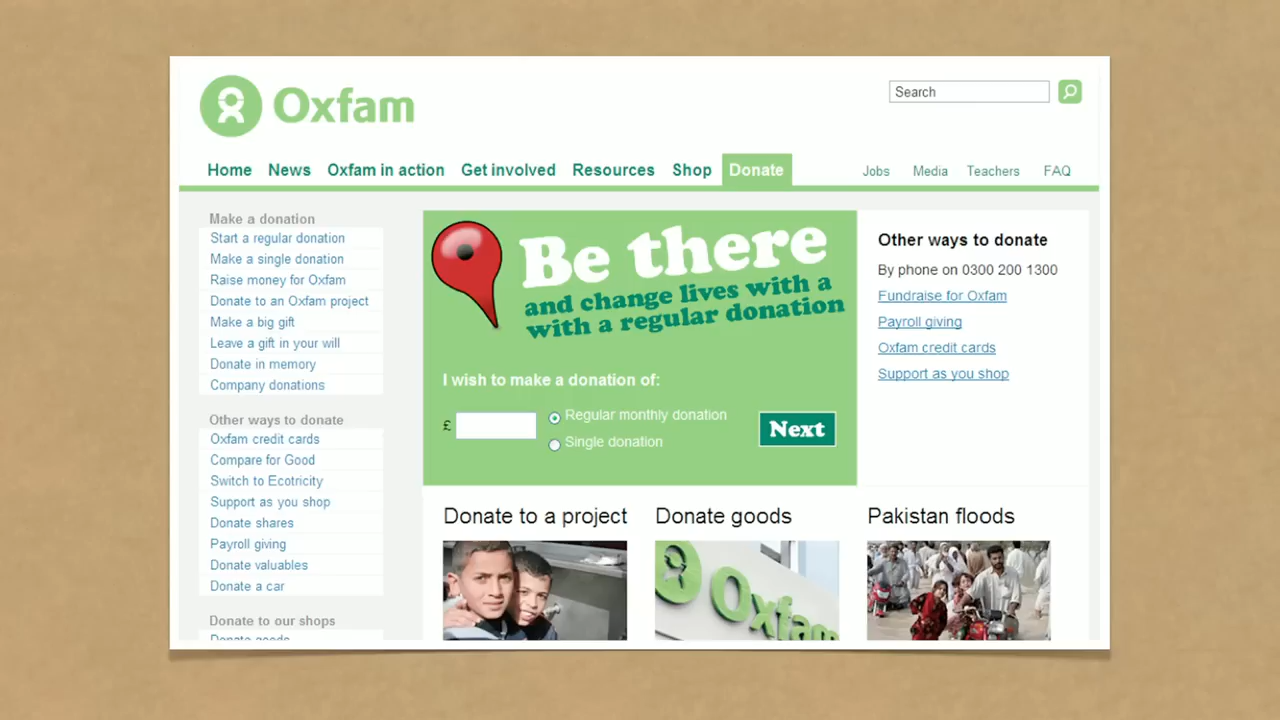 Oxfam
Search
Home News Oxfam in action Get involved Resources Shop Donate
Jobs Media Teachers FAQ
Make a donation
Start a regular donation
Make a single donation
Raise money for Oxfam
Donate to an Oxfam project
Make a big gift
Leave a gift in your will
Donate in memory
Company donations
Other ways to donate
Oxfam credit cards
Compare for Good
Switch to Ecotricity
Support as you shop
Donate shares
Payroll giving
Donate valuables
Donate a car
Donate to our shops
Donate goods
Be there
and change lives with a
with a regular donation
I wish to make a donation of:
£
Regular monthly donation
Single donation
Next
Other ways to donate
By phone on 0300 200 1300
Fundraise for Oxfam
Payroll giving
Oxfam credit cards
Support as you shop
Donate to a project
Donate goods
Oxfam
Pakistan floods